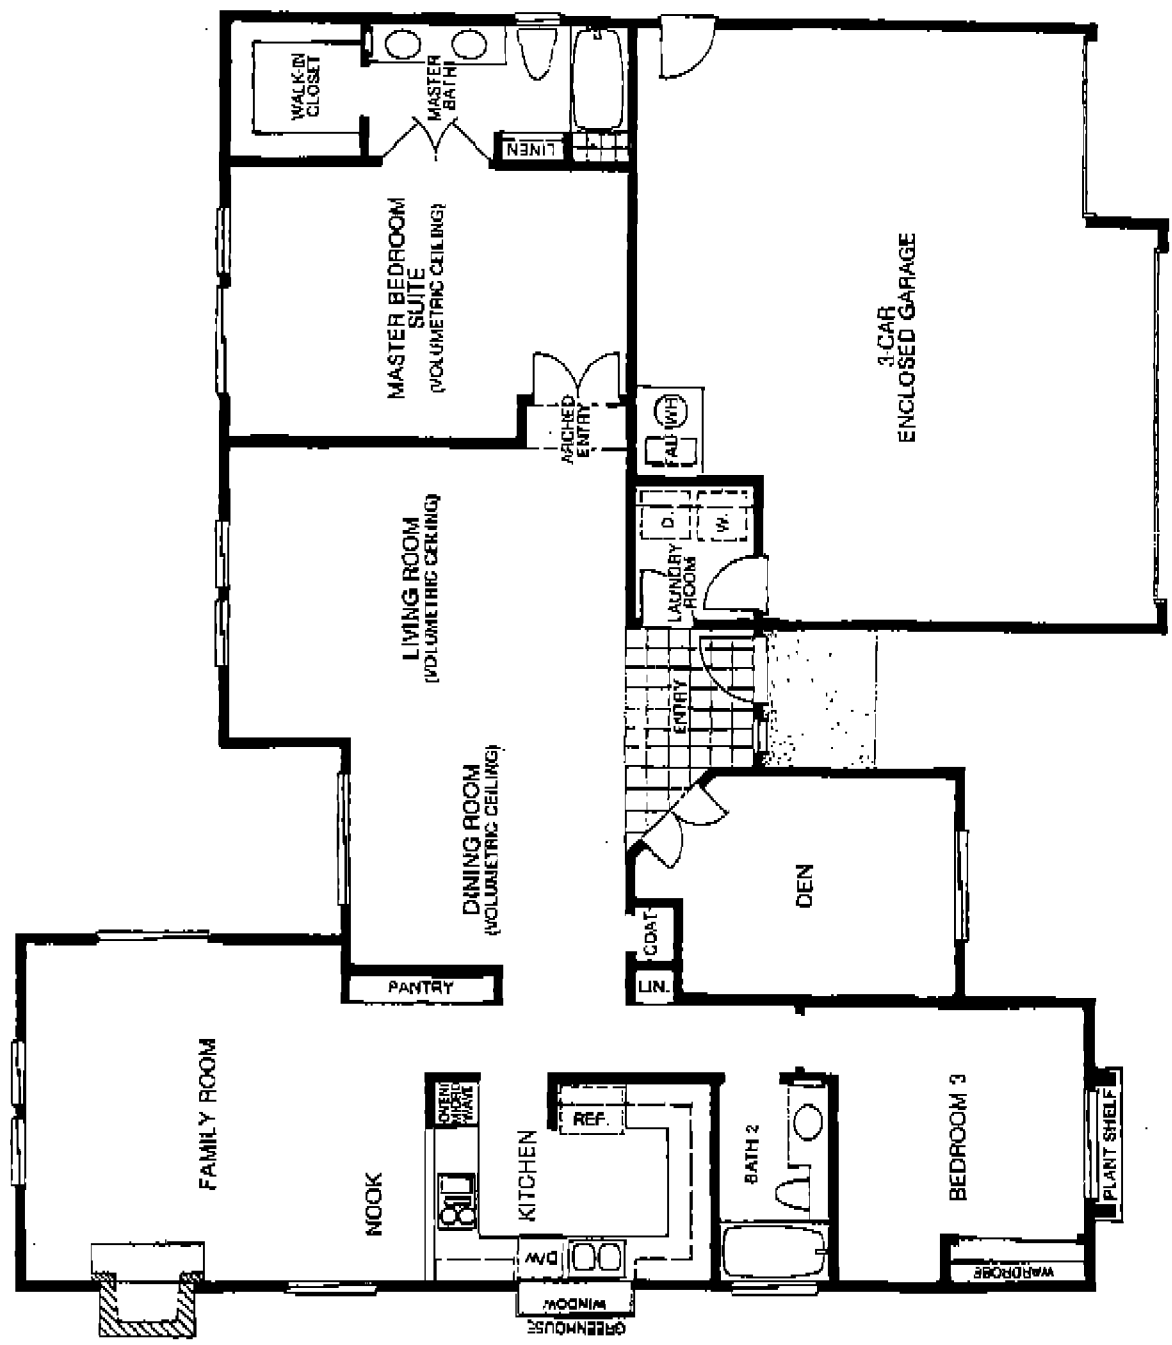 WALK-IN
CLOSET
MASTER
BATH
LINEN
MASTER BEDROOM
SUITE
(VOLUMETRIC CEILING)
3-CAR
ENCLOSED GARAGE
ARCHED
ENTRY
WH
FAU
LIVING ROOM
(VOLUMETRIC CEILING)
D.
W.
LAUNDRY
ROOM
ENTRY
DINING ROOM
(VOLUMETRIC CEILING)
DEN
COAT
LIN.
PANTRY
FAMILY ROOM
NOOK
OVEN/
MICRO
WAVE
KITCHEN
REF.
D/W
BATH 2
BEDROOM 3
PLANT SHELF
WARDROBE
GREENHOUSE
WINDOW